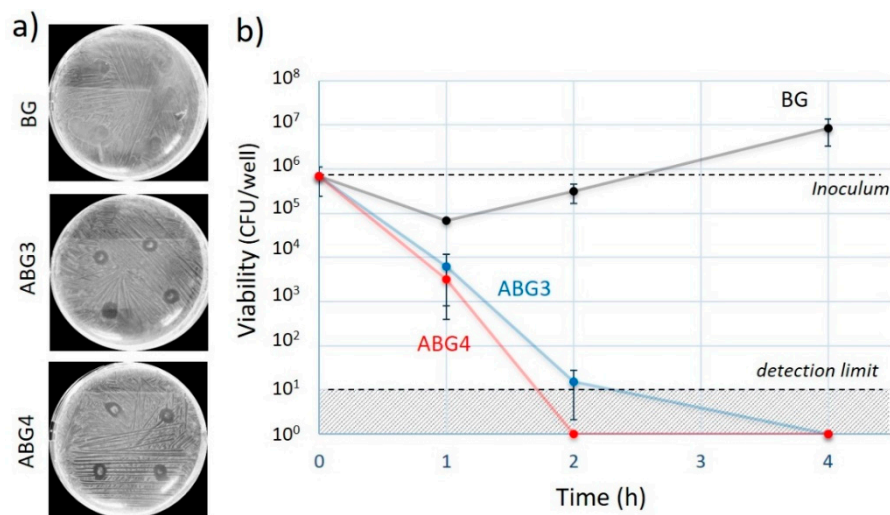 a)
BG
ABG3
ABG4
b)
Viability (CFU/well)
10⁸
10⁷
10⁶
10⁵
10⁴
10³
10²
10¹
10⁰
BG
Inoculum
ABG3
ABG4
detection limit
0 1 2 3 4
Time (h)